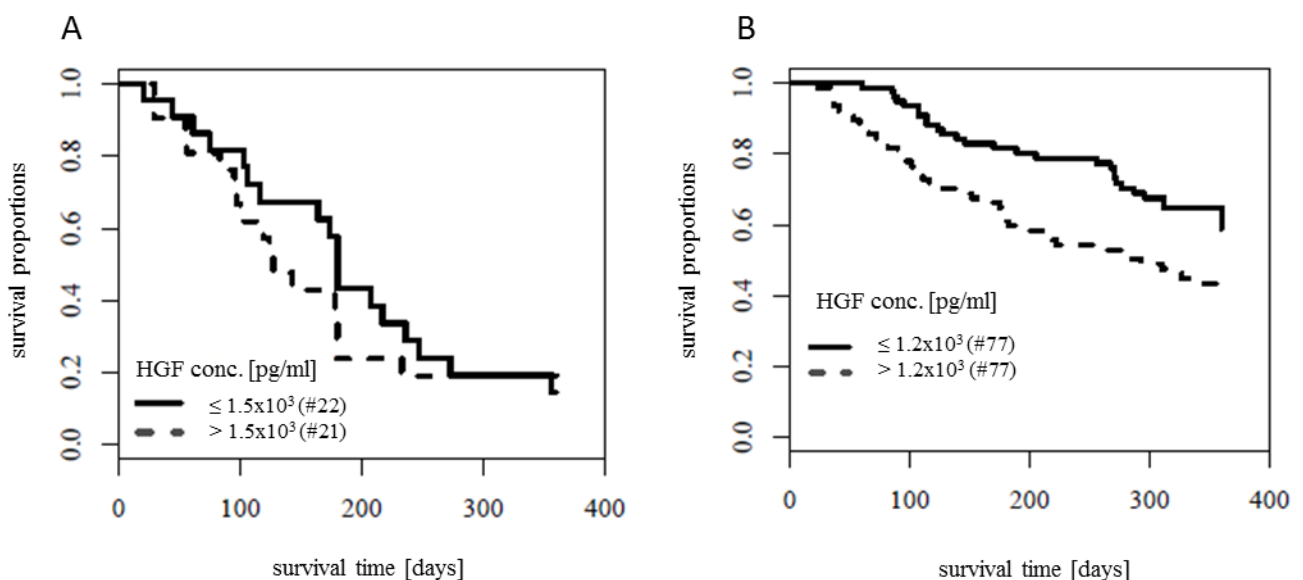 A
survival proportions
1.0
0.8
0.6
0.4
0.2
0.0
HGF conc. [pg/ml]
≤ 1.5x10³ (#22)
> 1.5x10³ (#21)
0 100 200 300 400
survival time [days]
B
survival proportions
1.0
0.8
0.6
0.4
0.2
0.0
HGF conc. [pg/ml]
≤ 1.2x10³ (#77)
> 1.2x10³ (#77)
0 100 200 300 400
survival time [days]